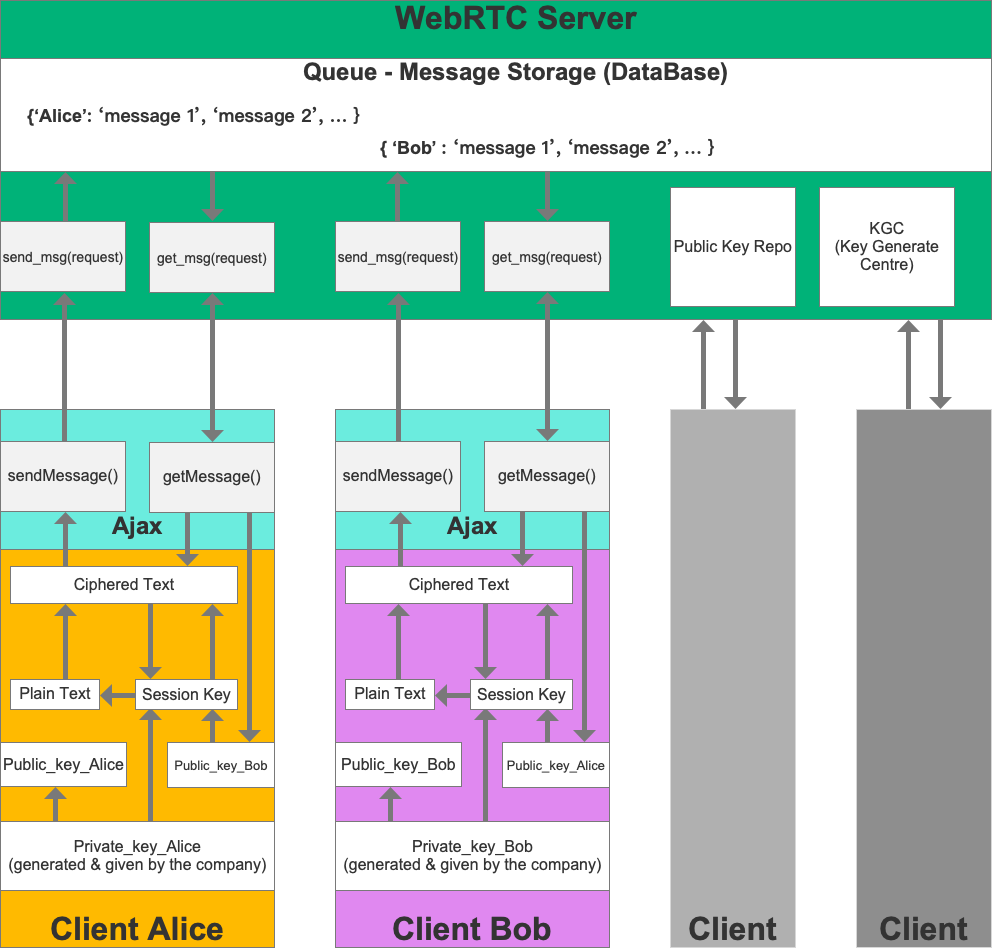 WebRTC Server
Queue - Message Storage (DataBase)
{‘Alice’: ‘message 1’, ‘message 2’, ... }
{ ‘Bob’ : ‘message 1’, ‘message 2’, ... }
send_msg(request)
get_msg(request)
send_msg(request)
get_msg(request)
Public Key Repo
KGC
(Key Generate
Centre)
sendMessage()
getMessage()
sendMessage()
getMessage()
Ajax
Ajax
Ciphered Text
Ciphered Text
Plain Text
Session Key
Plain Text
Session Key
Public_key_Alice
Public_key_Bob
Public_key_Bob
Public_key_Alice
Private_key_Alice
(generated & given by the company)
Private_key_Bob
(generated & given by the company)
Client Alice
Client Bob
Client
Client